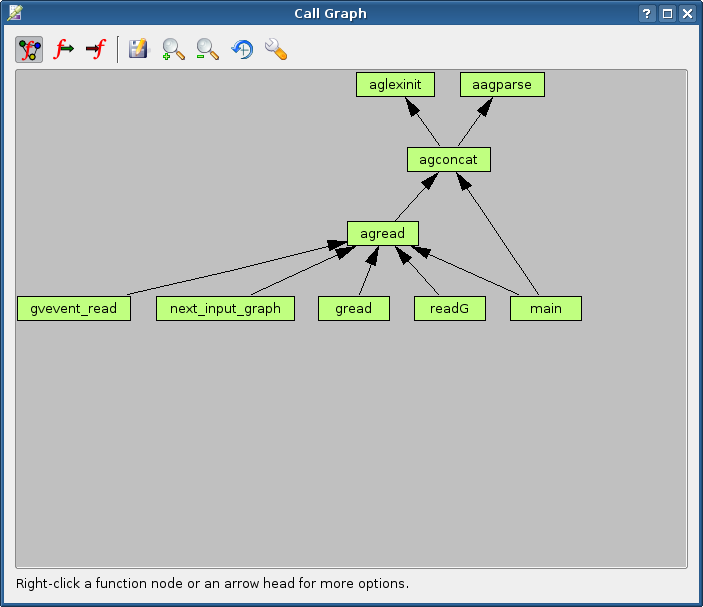 Call Graph
aglexinit aagparse
agconcat
agread
gvevent_read next_input_graph gread readG main
Right-click a function node or an arrow head for more options.